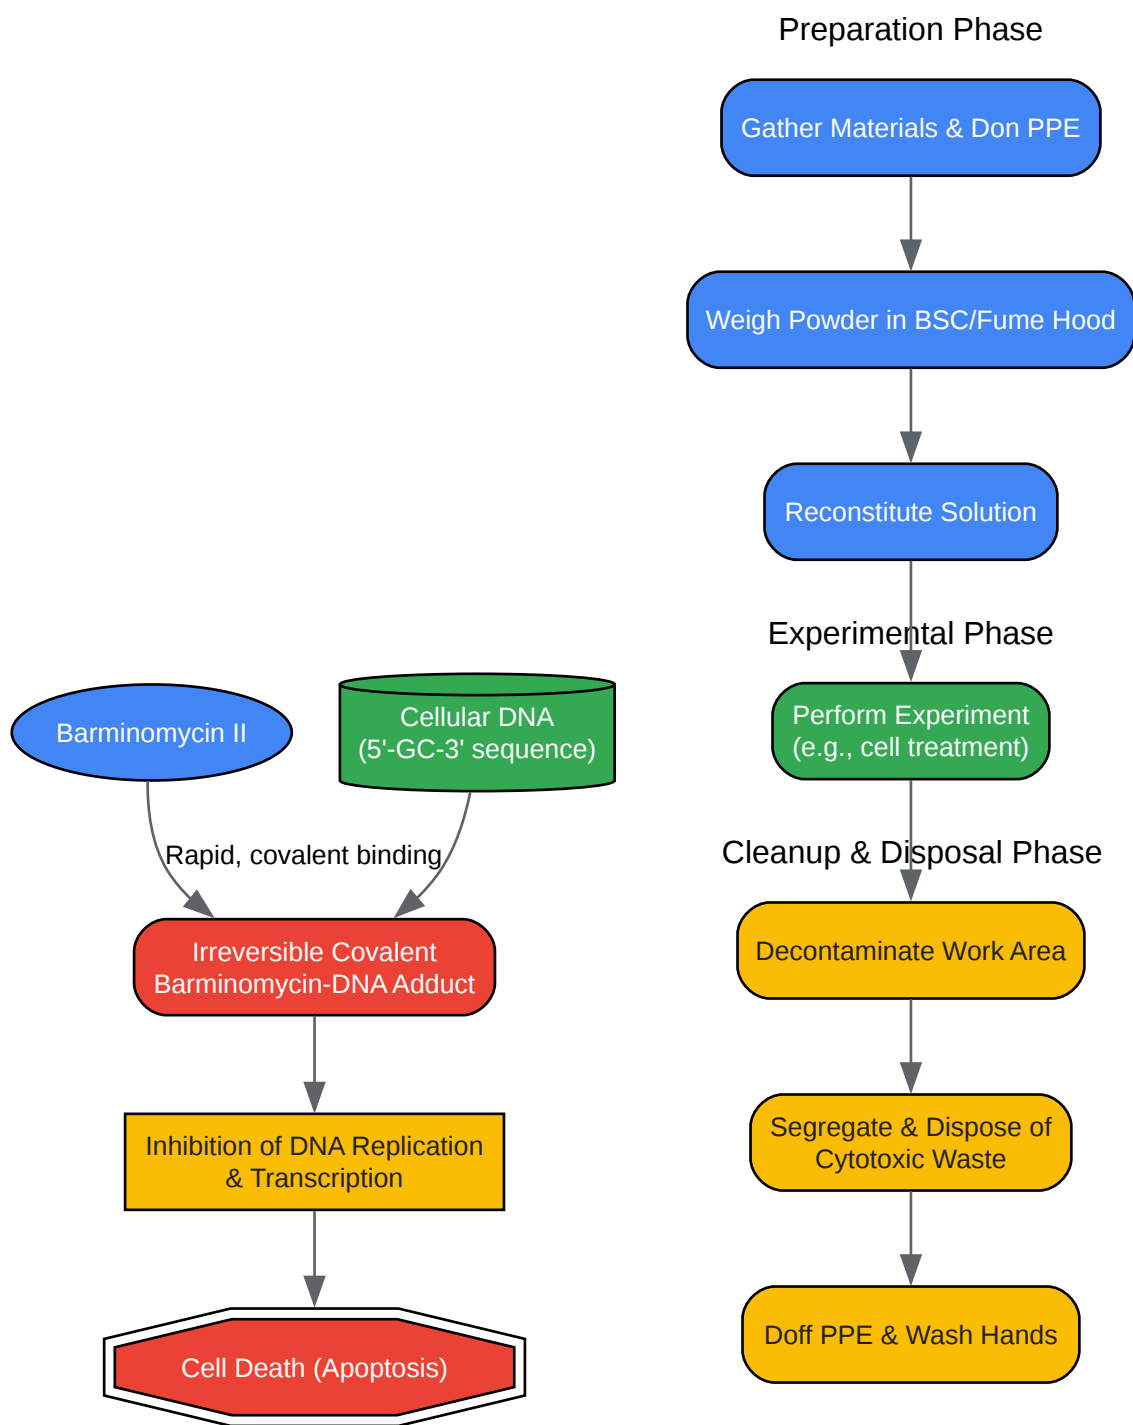 Preparation Phase
Gather Materials & Don PPE
Weigh Powder in BSC/Fume Hood
Reconstitute Solution
Experimental Phase
Perform Experiment
(e.g., cell treatment)
Cleanup & Disposal Phase
Decontaminate Work Area
Segregate & Dispose of
Cytotoxic Waste
Doff PPE & Wash Hands
Barminomycin II
Cellular DNA
(5'-GC-3' sequence)
Rapid, covalent binding
Irreversible Covalent
Barminomycin-DNA Adduct
Inhibition of DNA Replication
& Transcription
Cell Death (Apoptosis)